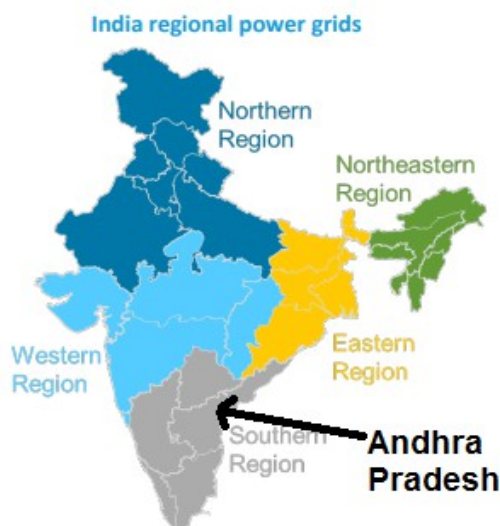 India regional power grids
Northern
Region
Northeastern
Region
Western
Region
Eastern
Region
Southern
Region
Andhra
Pradesh